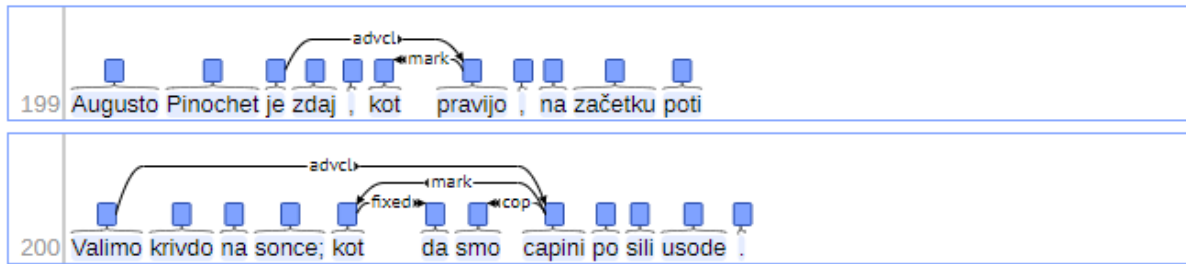 advcl
mark
199 Augusto Pinochet je zdaj , kot pravijo , na začetku poti
advcl
mark
fixed cop
200 Valimo krivdo na sonce; kot da smo capini po sili usode .